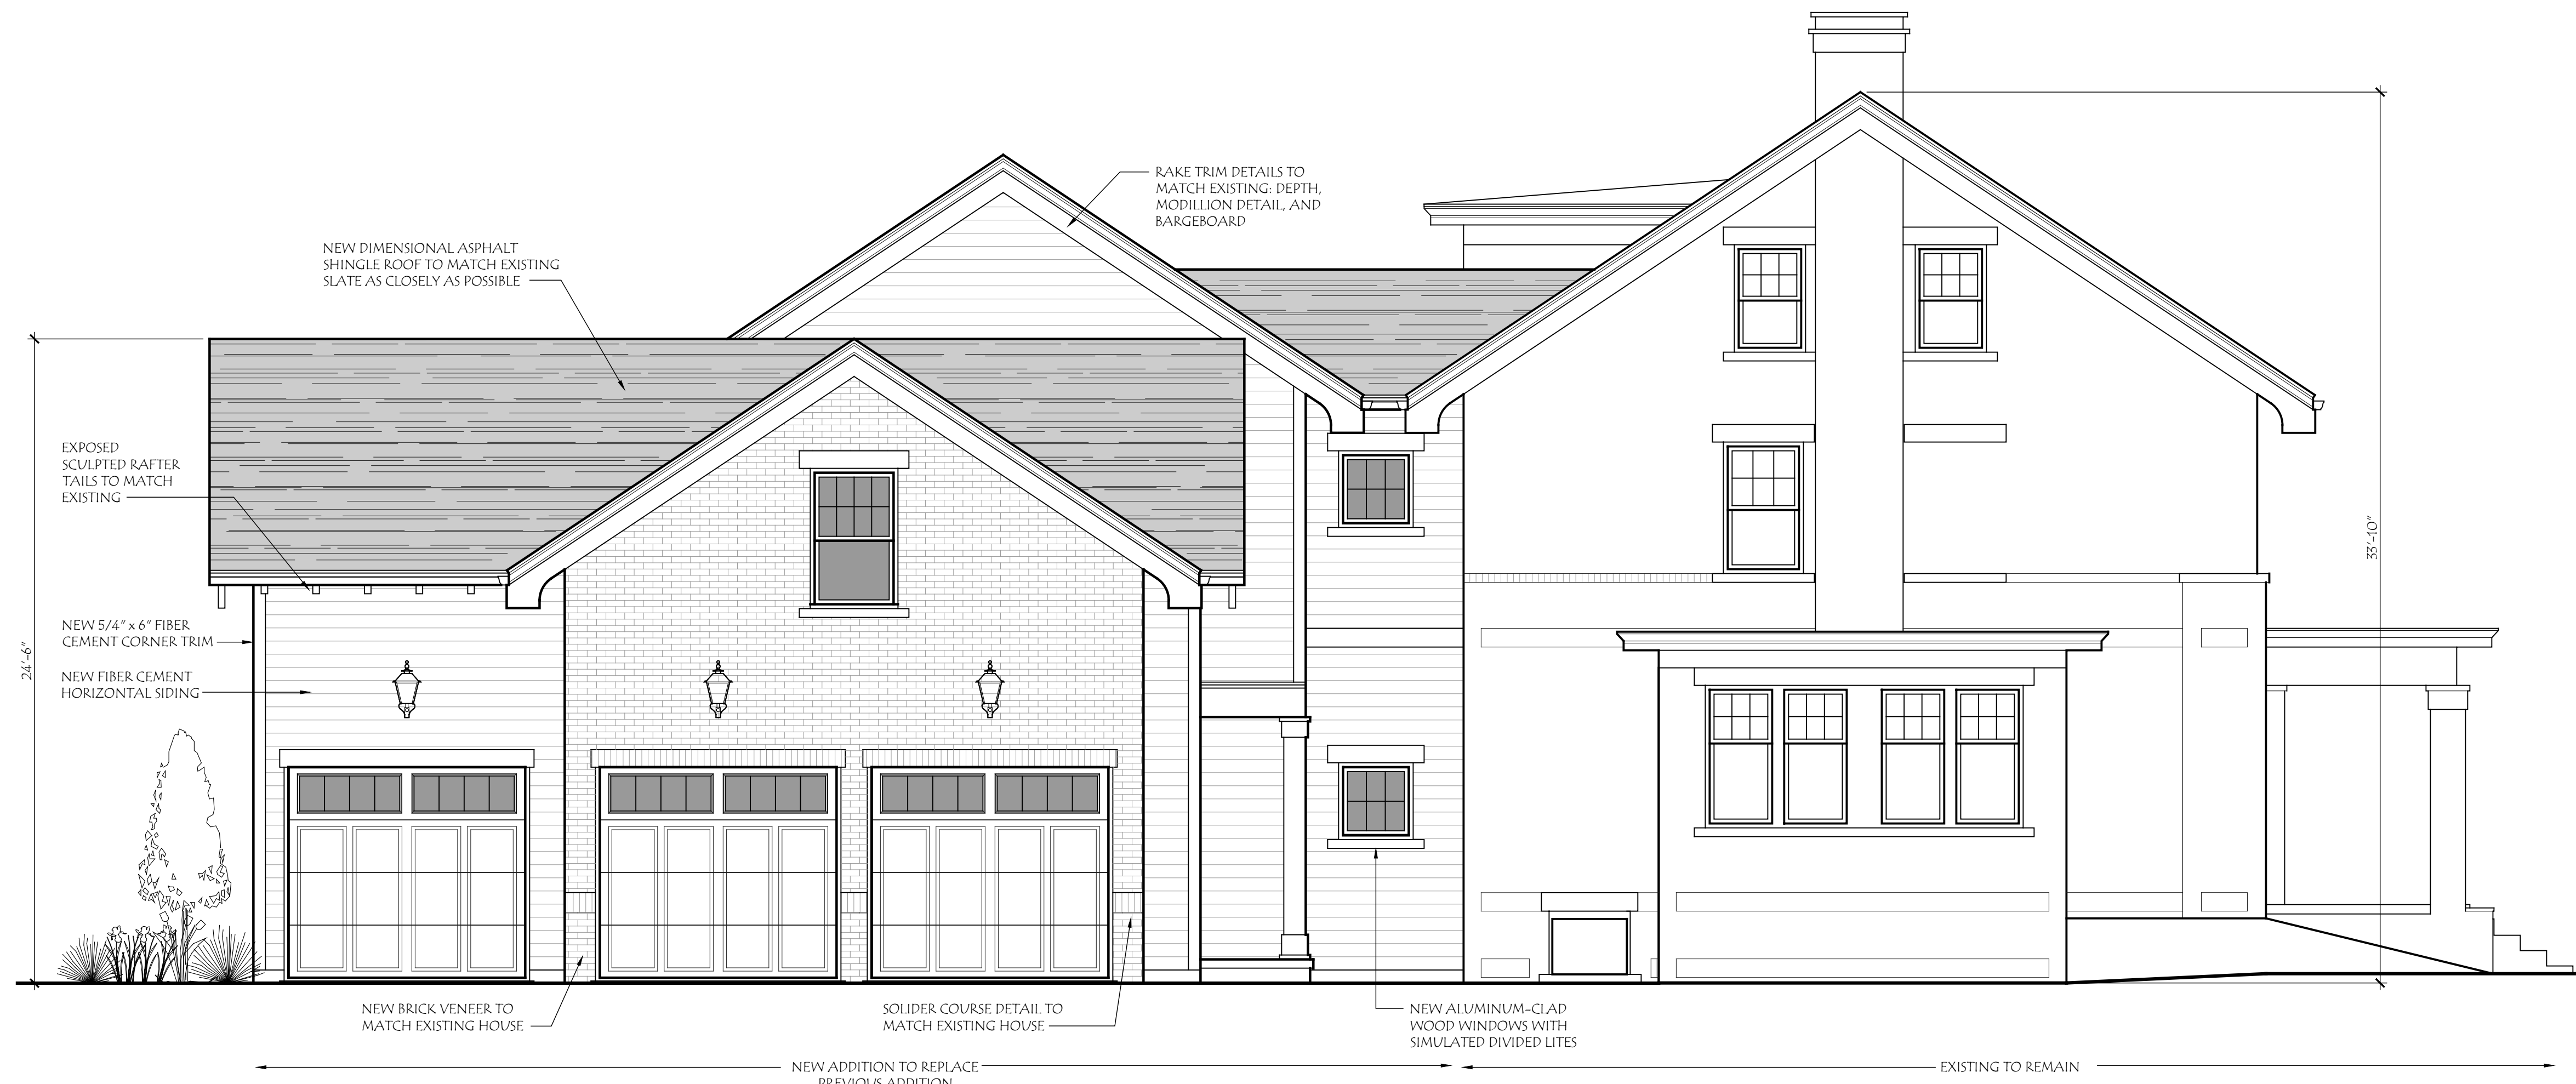 RAKE TRIM DETAILS TO
MATCH EXISTING: DEPTH,
MODILLION DETAIL, AND
BARGEBOARD
NEW DIMENSIONAL ASPHALT
SHINGLE ROOF TO MATCH EXISTING
SLATE AS CLOSELY AS POSSIBLE
EXPOSED
SCULPTED RAFTER
TAILS TO MATCH
EXISTING
33'-10"
NEW 5/4" x 6" FIBER
CEMENT CORNER TRIM
24'-6"
NEW FIBER CEMENT
HORIZONTAL SIDING
NEW BRICK VENEER TO
MATCH EXISTING HOUSE
SOLIDER COURSE DETAIL TO
MATCH EXISTING HOUSE
NEW ALUMINUM-CLAD
WOOD WINDOWS WITH
SIMULATED DIVIDED LITES
NEW ADDITION TO REPLACE
PREVIOUS ADDITION
EXISTING TO REMAIN